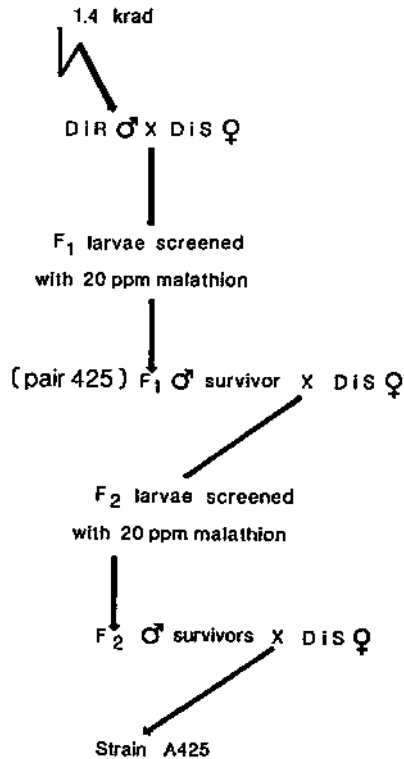 1.4 krad
DiR ♂ X DiS ♀
F₁ larvae screened
with 20 ppm malathion
(pair 425) F₁ ♂ survivor X DiS ♀
F₂ larvae screened
with 20 ppm malathion
F₂ ♂ survivors X DiS ♀
Strain A425